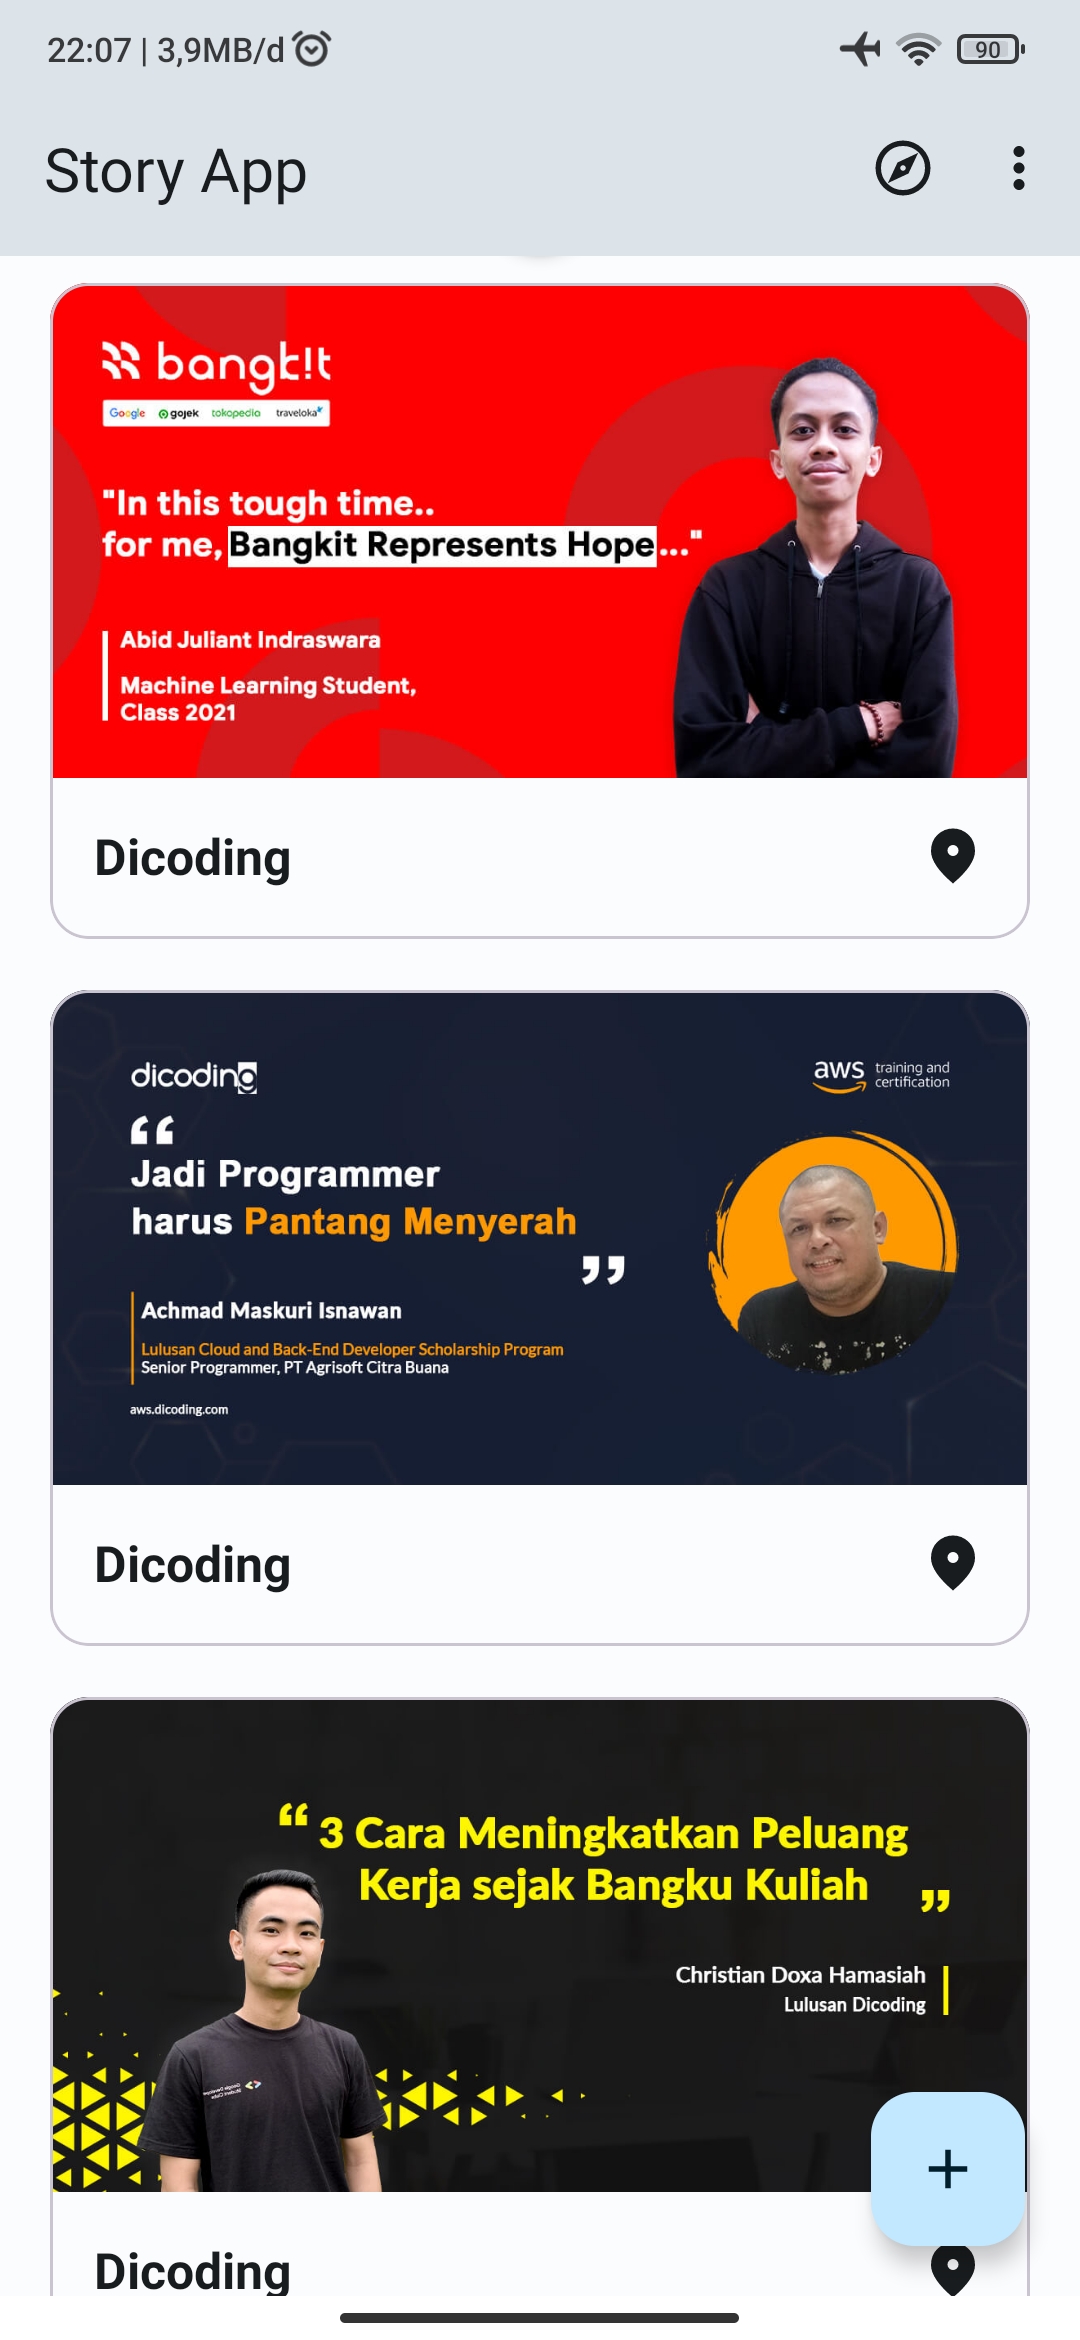 22:07 | 3,9MB/d
90
Story App
bangk!t
Google gojek tokopedia traveloka
"In this tough time..
for me, Bangkit Represents Hope..."
Abid Juliant Indraswara
Machine Learning Student,
Class 2021
Dicoding
dicoding
aws training and
certification
“
Jadi Programmer
harus Pantang Menyerah
”
Achmad Maskuri Isnawan
Lulusan Cloud and Back-End Developer Scholarship Program
Senior Programmer, PT Agrisoft Citra Buana
aws.dicoding.com
Dicoding
“ 3 Cara Meningkatkan Peluang
Kerja sejak Bangku Kuliah ”
Christian Doxa Hamasiah
Lulusan Dicoding
Dicoding